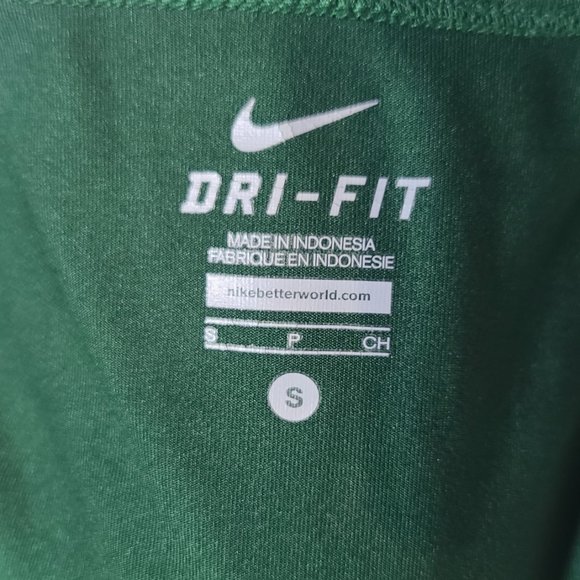 DRI-FIT
MADE IN INDONESIA
FABRIQUE EN INDONESIE
nikebetterworld.com
S P CH
S